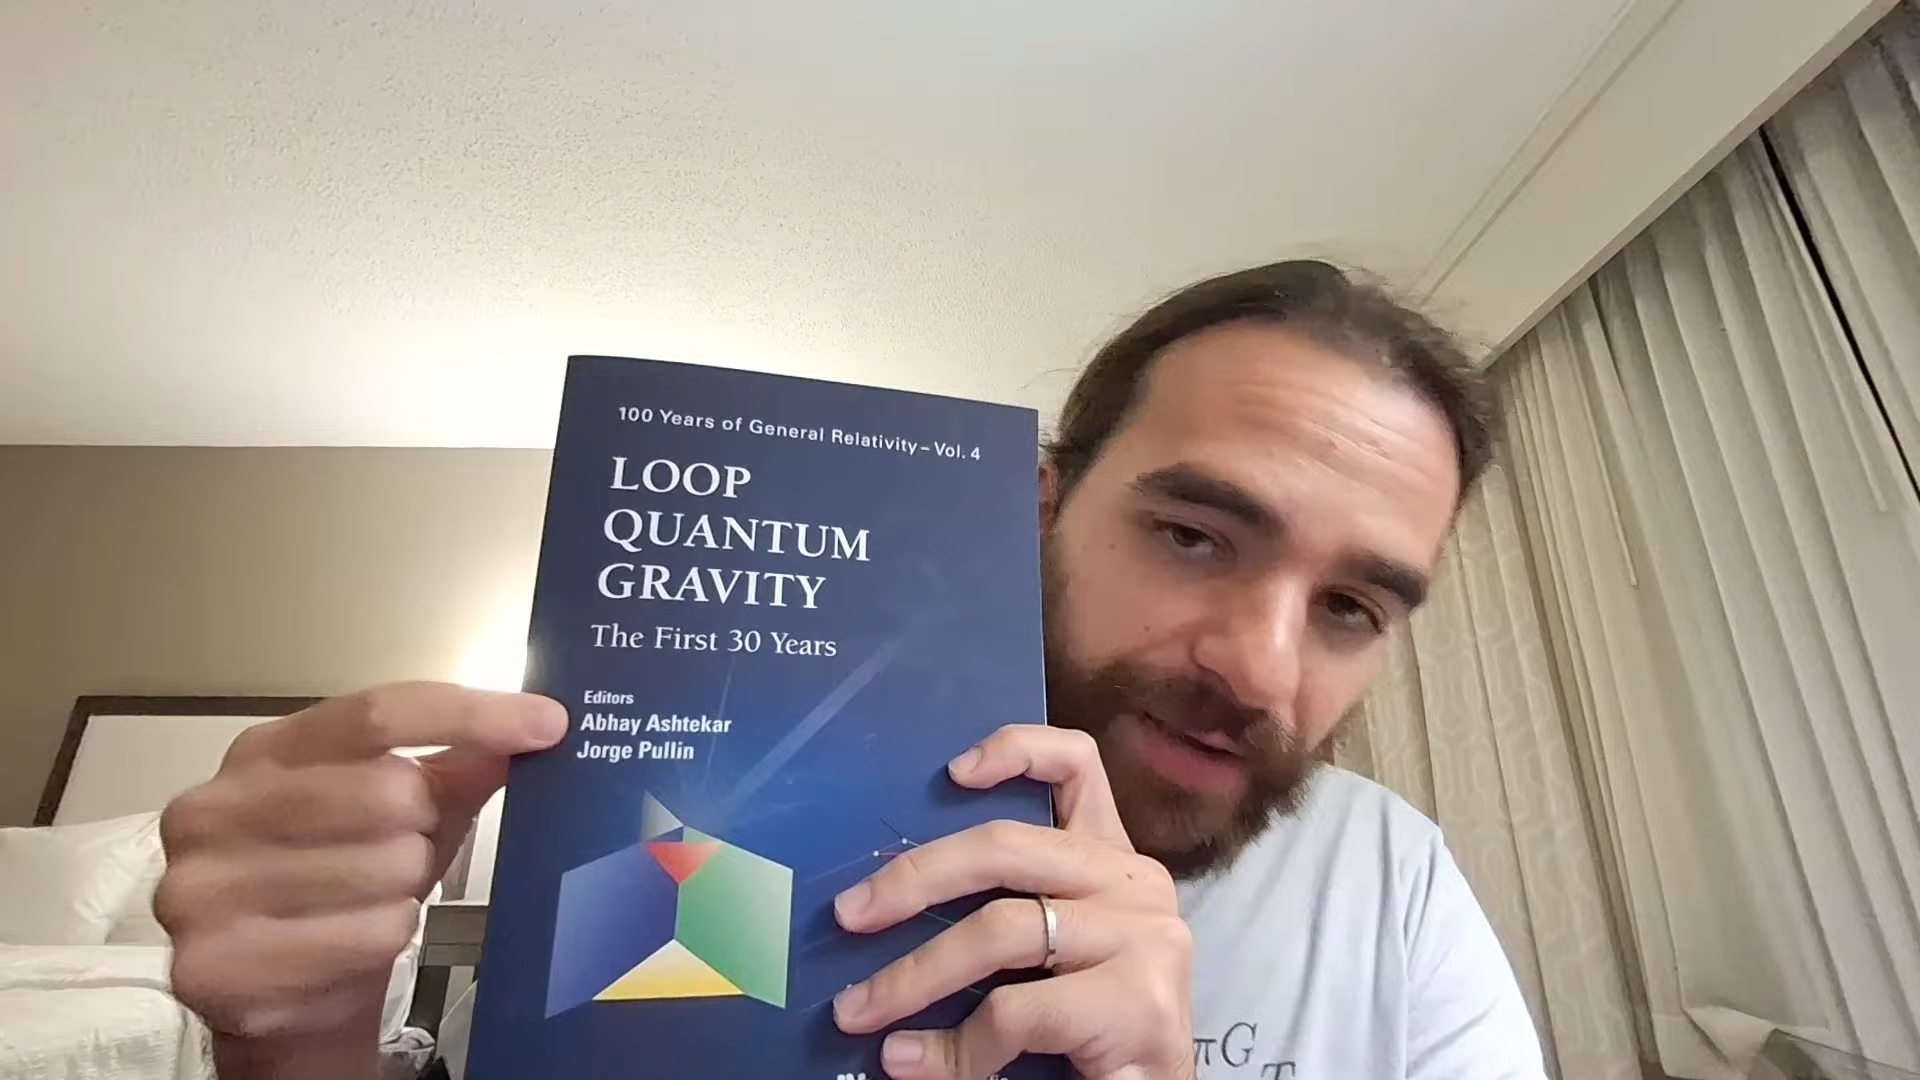 100 Years of General Relativity – Vol. 4
LOOP
QUANTUM
GRAVITY
The First 30 Years
Editors
Abhay Ashtekar
Jorge Pullin
πG
T